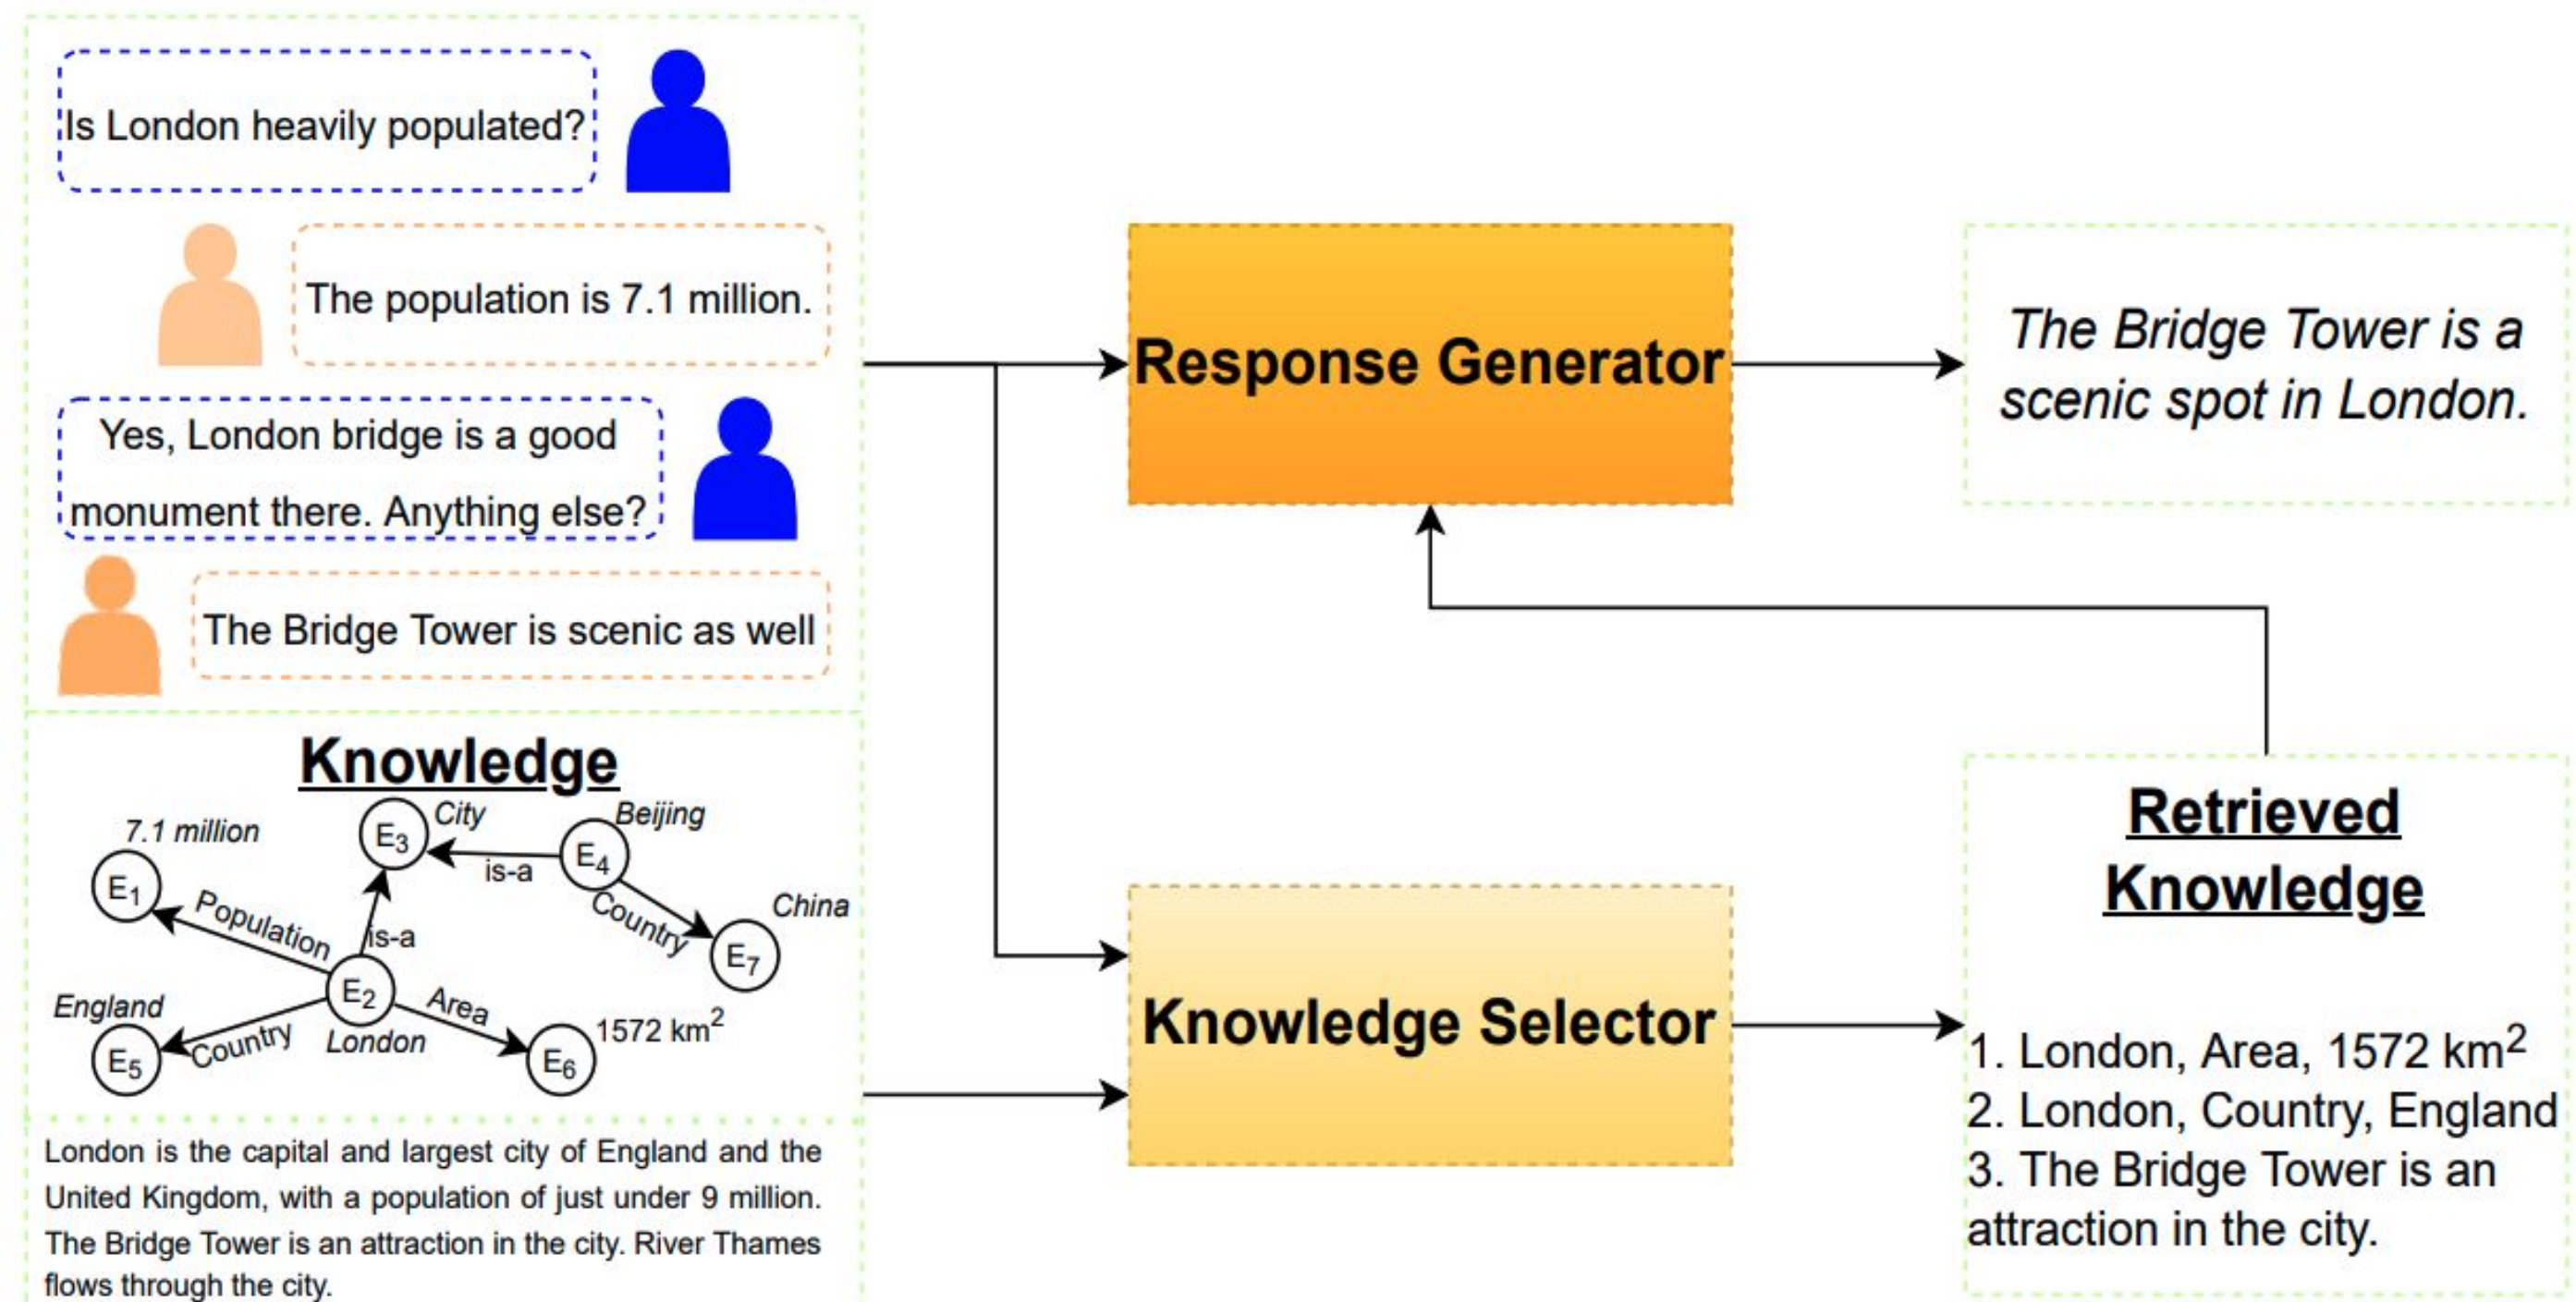 Is London heavily populated?
The population is 7.1 million.
Yes, London bridge is a good
monument there. Anything else?
The Bridge Tower is scenic as well
Knowledge
7.1 million
City
Beijing
E3
E4
is-a
E1
Population
is-a
Country
China
E7
England
E2
Area
1572 km²
E5
Country
London
E6
London is the capital and largest city of England and the
United Kingdom, with a population of just under 9 million.
The Bridge Tower is an attraction in the city. River Thames
flows through the city.
Response Generator
Knowledge Selector
The Bridge Tower is a
scenic spot in London.
Retrieved
Knowledge
1. London, Area, 1572 km²
2. London, Country, England
3. The Bridge Tower is an
attraction in the city.